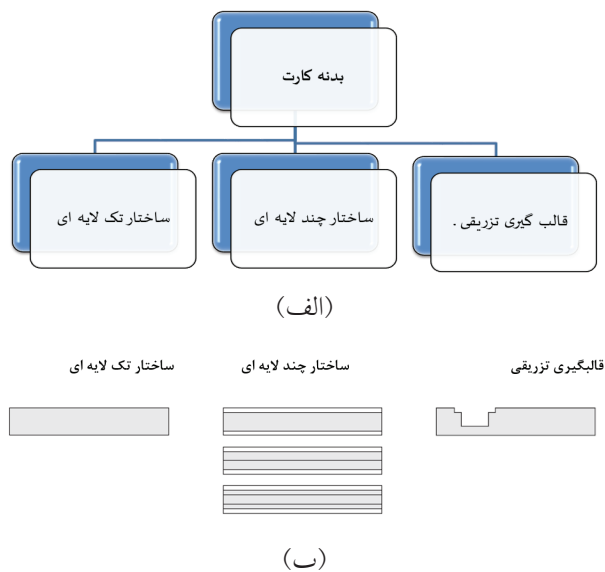 بدنه کارت
قالب گیری تزریقی .
ساختار چند لایه ای
ساختار تک لایه ای
(الف)
قالبگیری تزریقی
ساختار چند لایه ای
ساختار تک لایه ای
(ب)